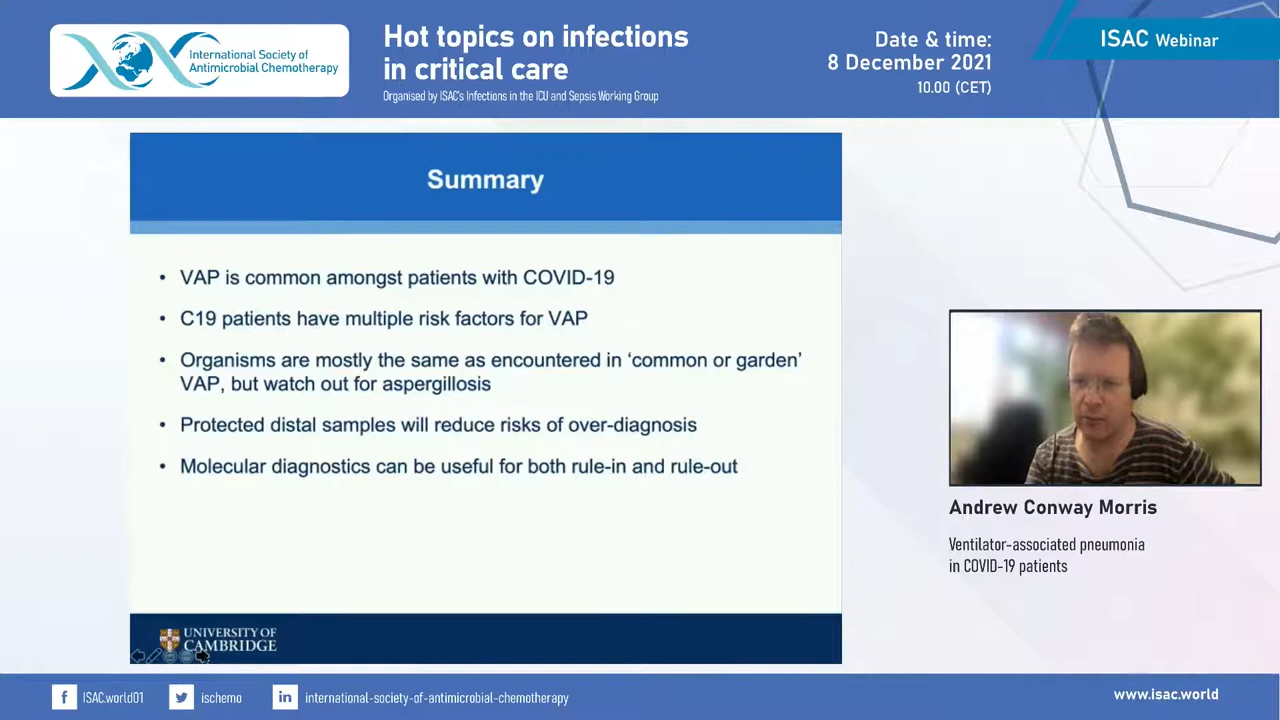 International Society of
Antimicrobial Chemotherapy
Hot topics on infections
in critical care
Organised by ISAC's Infections in the ICU and Sepsis Working Group
Date & time:
8 December 2021
10.00 (CET)
ISAC Webinar
Summary
• VAP is common amongst patients with COVID-19
• C19 patients have multiple risk factors for VAP
• Organisms are mostly the same as encountered in ‘common or garden’
VAP, but watch out for aspergillosis
• Protected distal samples will reduce risks of over-diagnosis
• Molecular diagnostics can be useful for both rule-in and rule-out
UNIVERSITY OF
CAMBRIDGE
Andrew Conway Morris
Ventilator-associated pneumonia
in COVID-19 patients
f ISAC.world01
ischemo
in international-society-of-antimicrobial-chemotherapy
www.isac.world